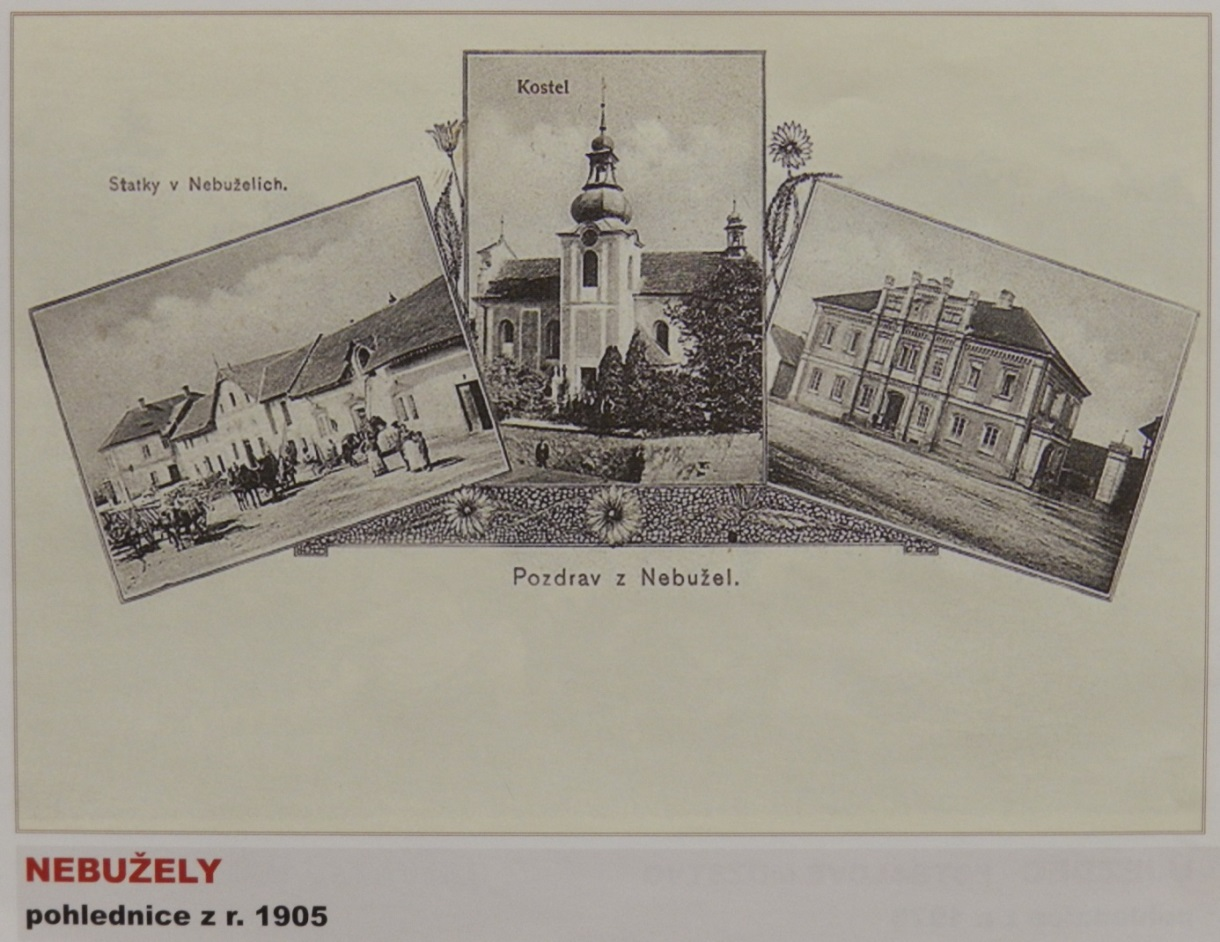 Kostel
Statky v Nebuželich.
Pozdrav z Nebužel.
NEBUŽELY
pohlednice z r. 1905